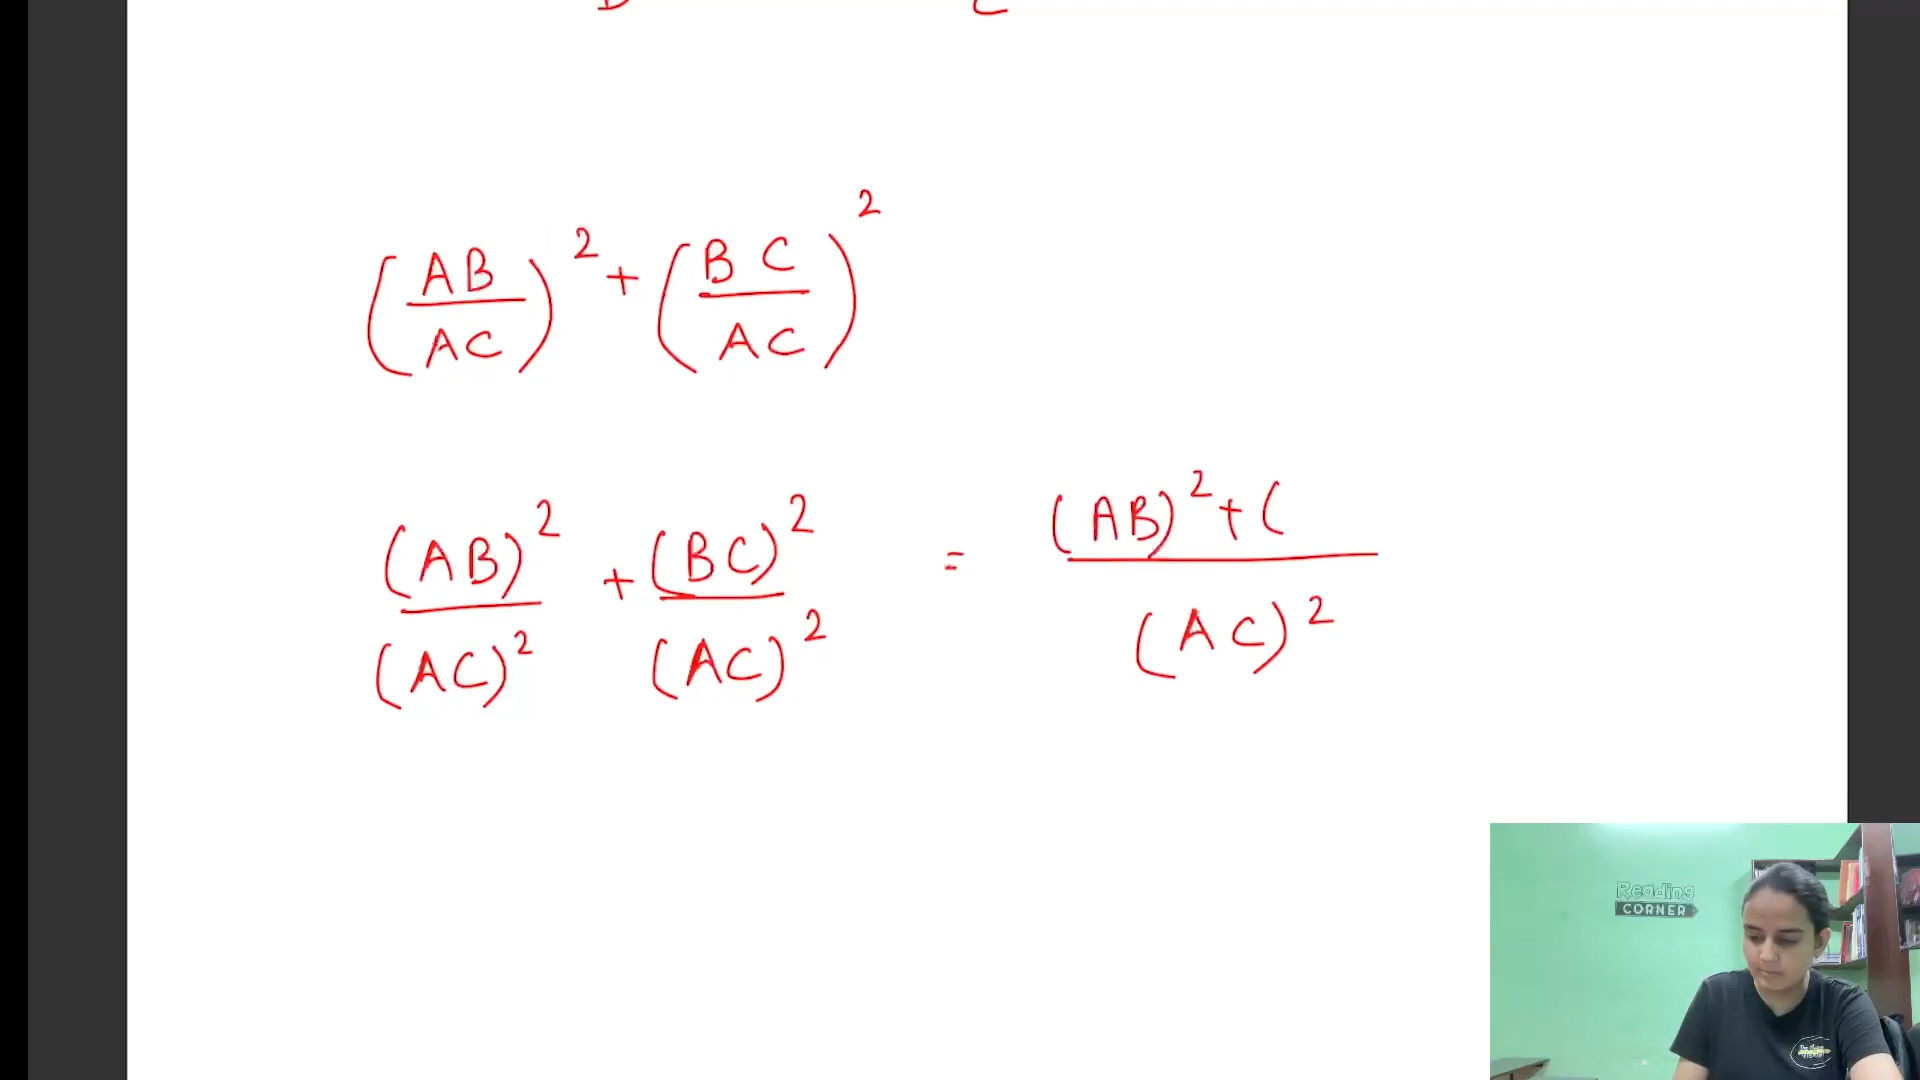 (AB/AC)² + (BC/AC)²
(AB)²/(AC)² + (BC)²/(AC)² = (AB)² + (/(AC)²
Reading
CORNER